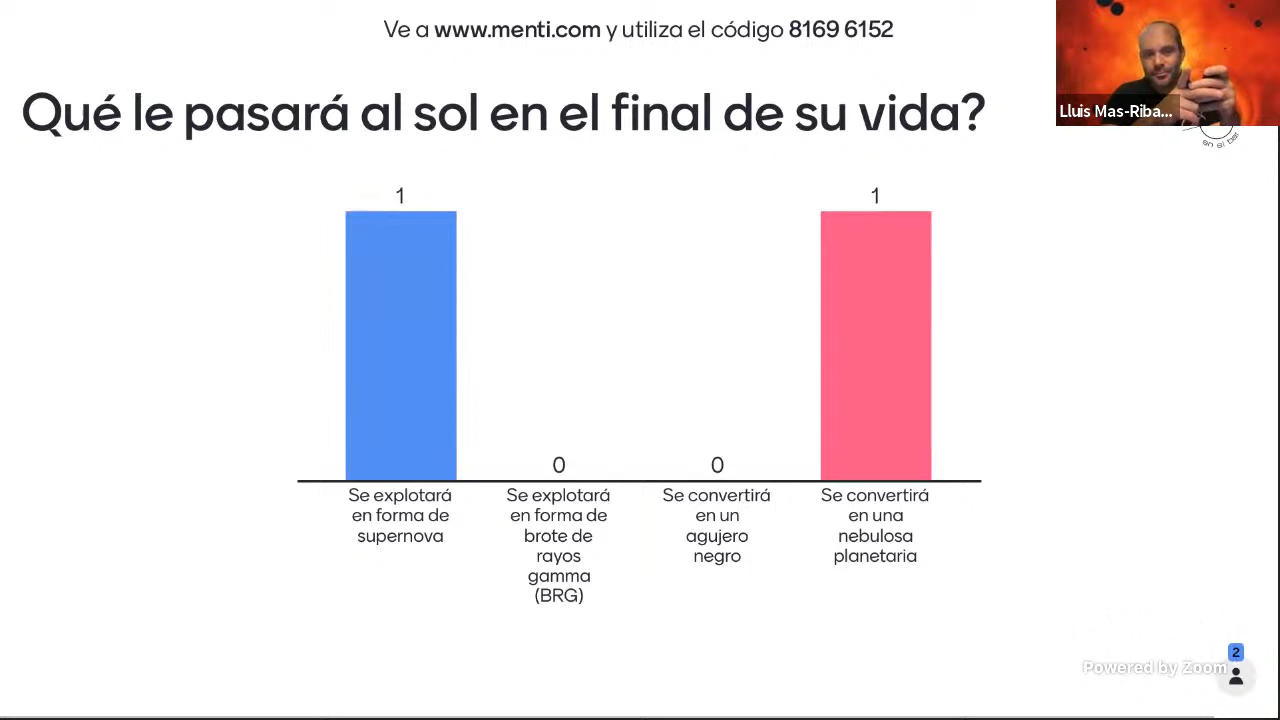 Ve a www.menti.com y utiliza el código 8169 6152
Qué le pasará al sol en el final de su vida?
Lluis Mas-Riba...
en el bar
1
1
0
0
Se explotará
en forma de
supernova
Se explotará
en forma de
brote de
rayos
gamma
(BRG)
Se convertirá
en un
agujero
negro
Se convertirá
en una
nebulosa
planetaria
2
Powered by Zoom